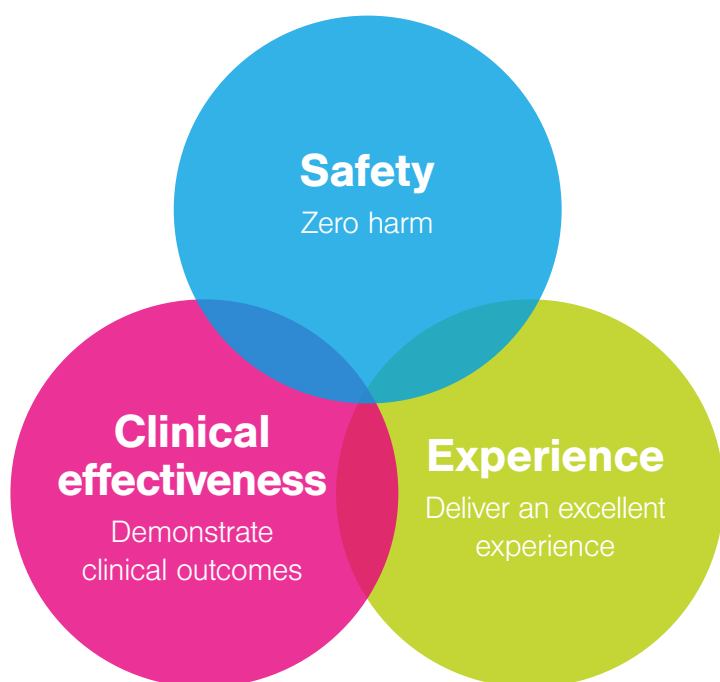 Safety
Zero harm
Clinical
effectiveness
Demonstrate
clinical outcomes
Experience
Deliver an excellent
experience